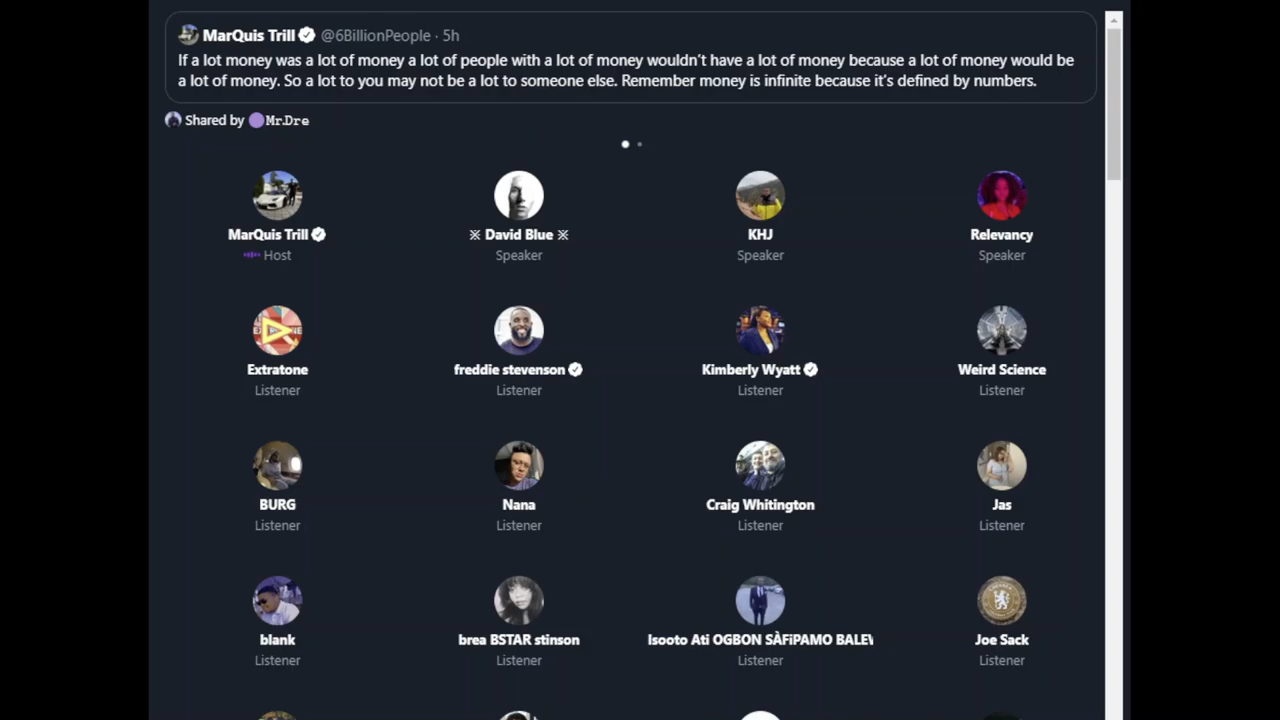 MarQuis Trill @6BillionPeople · 5h
If a lot money was a lot of money a lot of people with a lot of money wouldn't have a lot of money because a lot of money would be
a lot of money. So a lot to you may not be a lot to someone else. Remember money is infinite because it's defined by numbers.
Shared by Mr.Dre
MarQuis Trill ※ David Blue ※ KHJ Relevancy
Host Speaker Speaker Speaker
Extratone freddie stevenson Kimberly Wyatt Weird Science
Listener Listener Listener Listener
BURG Nana Craig Whitington Jas
Listener Listener Listener Listener
blank brea BSTAR stinson Isooto Ati OGBON SÀFiPAMO BALEW Joe Sack
Listener Listener Listener Listener